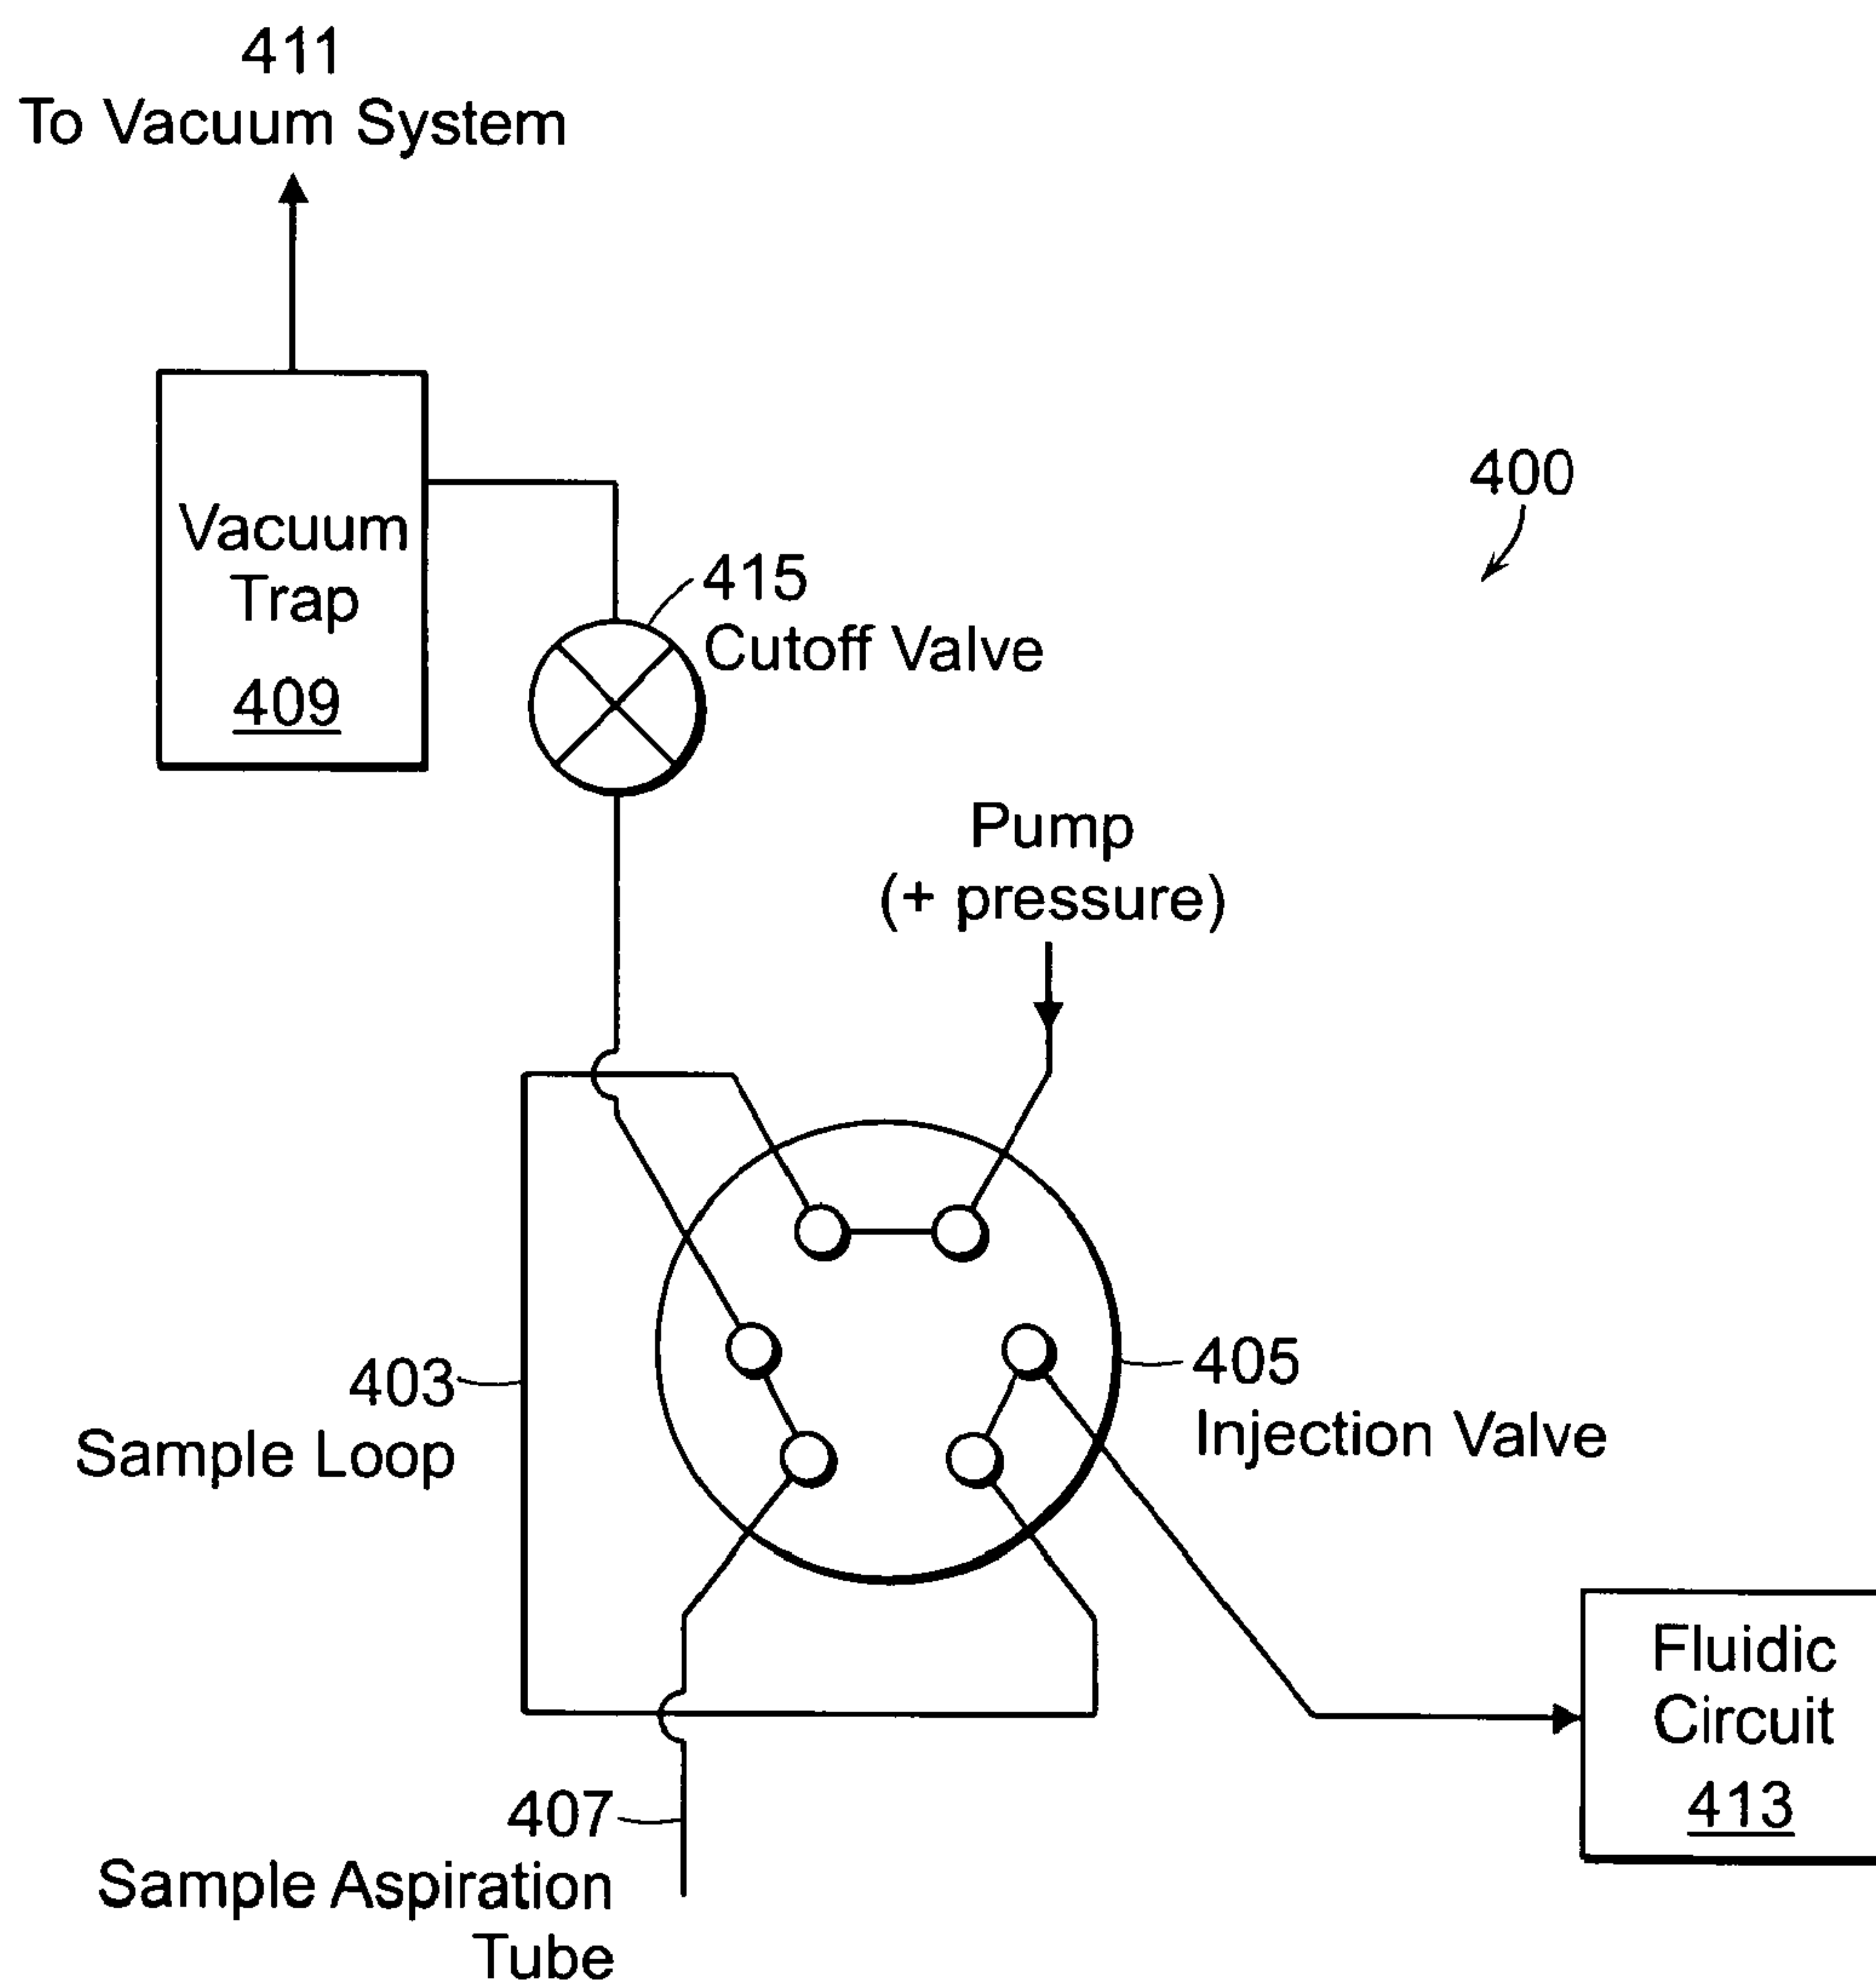 411
To Vacuum System
400
Vacuum
Trap
409
415
Cutoff Valve
Pump
(+ pressure)
403
Sample Loop
405
Injection Valve
Fluidic
Circuit
413
407
Sample Aspiration
Tube